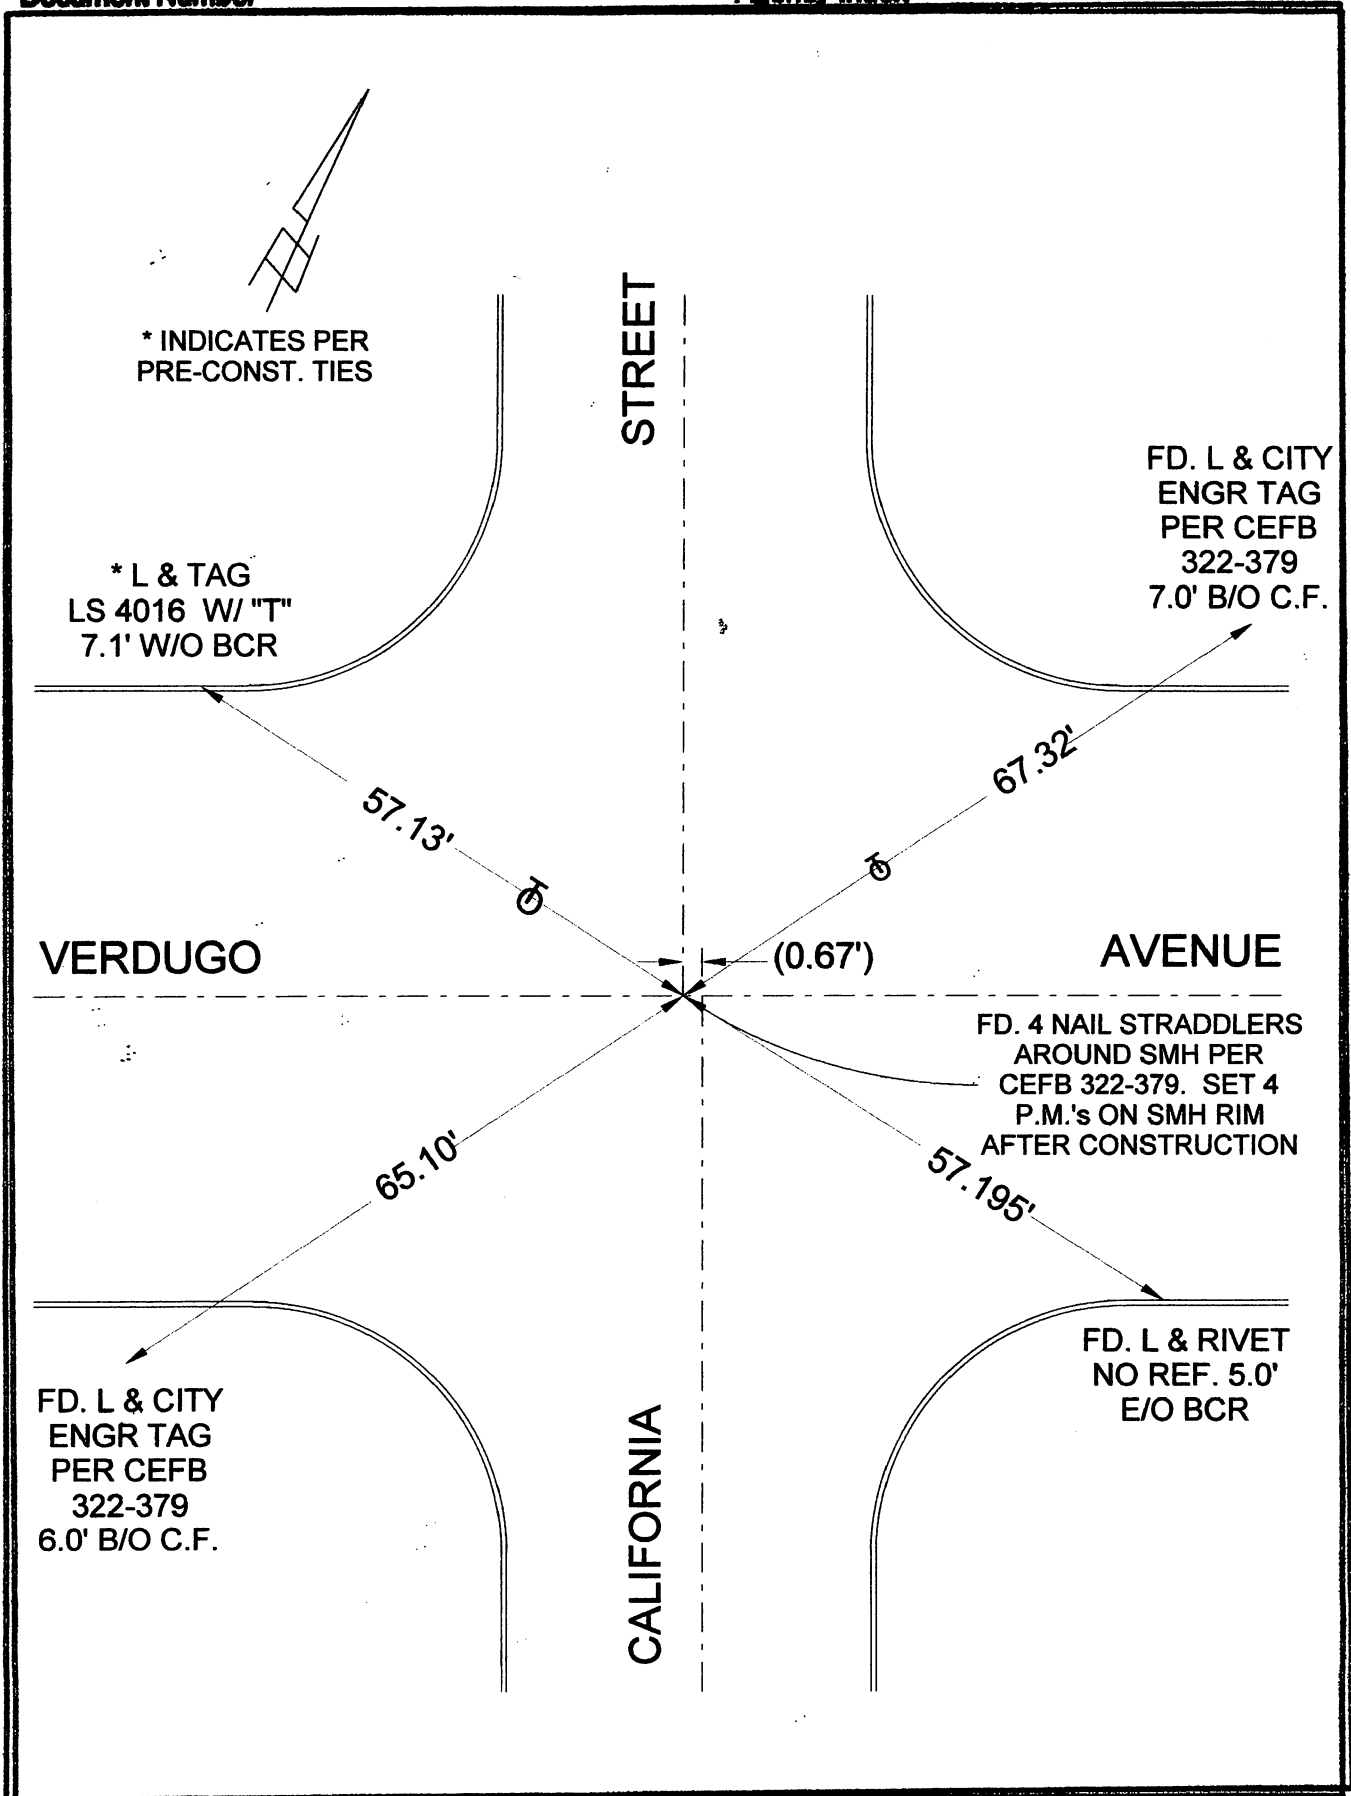 Document Number
* INDICATES PER
PRE-CONST. TIES
STREET
FD. L & CITY
ENGR TAG
PER CEFB
322-379
7.0' B/O C.F.
* L & TAG
LS 4016 W/ "T"
7.1' W/O BCR
67.32'
57.13'
VERDUGO
(0.67')
AVENUE
FD. 4 NAIL STRADDLERS
AROUND SMH PER
CEFB 322-379. SET 4
P.M.'s ON SMH RIM
AFTER CONSTRUCTION
65.10'
57.195'
FD. L & RIVET
NO REF. 5.0'
E/O BCR
FD. L & CITY
ENGR TAG
PER CEFB
322-379
6.0' B/O C.F.
CALIFORNIA